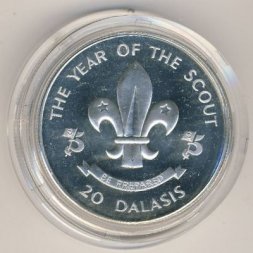 THE YEAR OF THE SCOUT
BE PREPARED
20 DALASIS